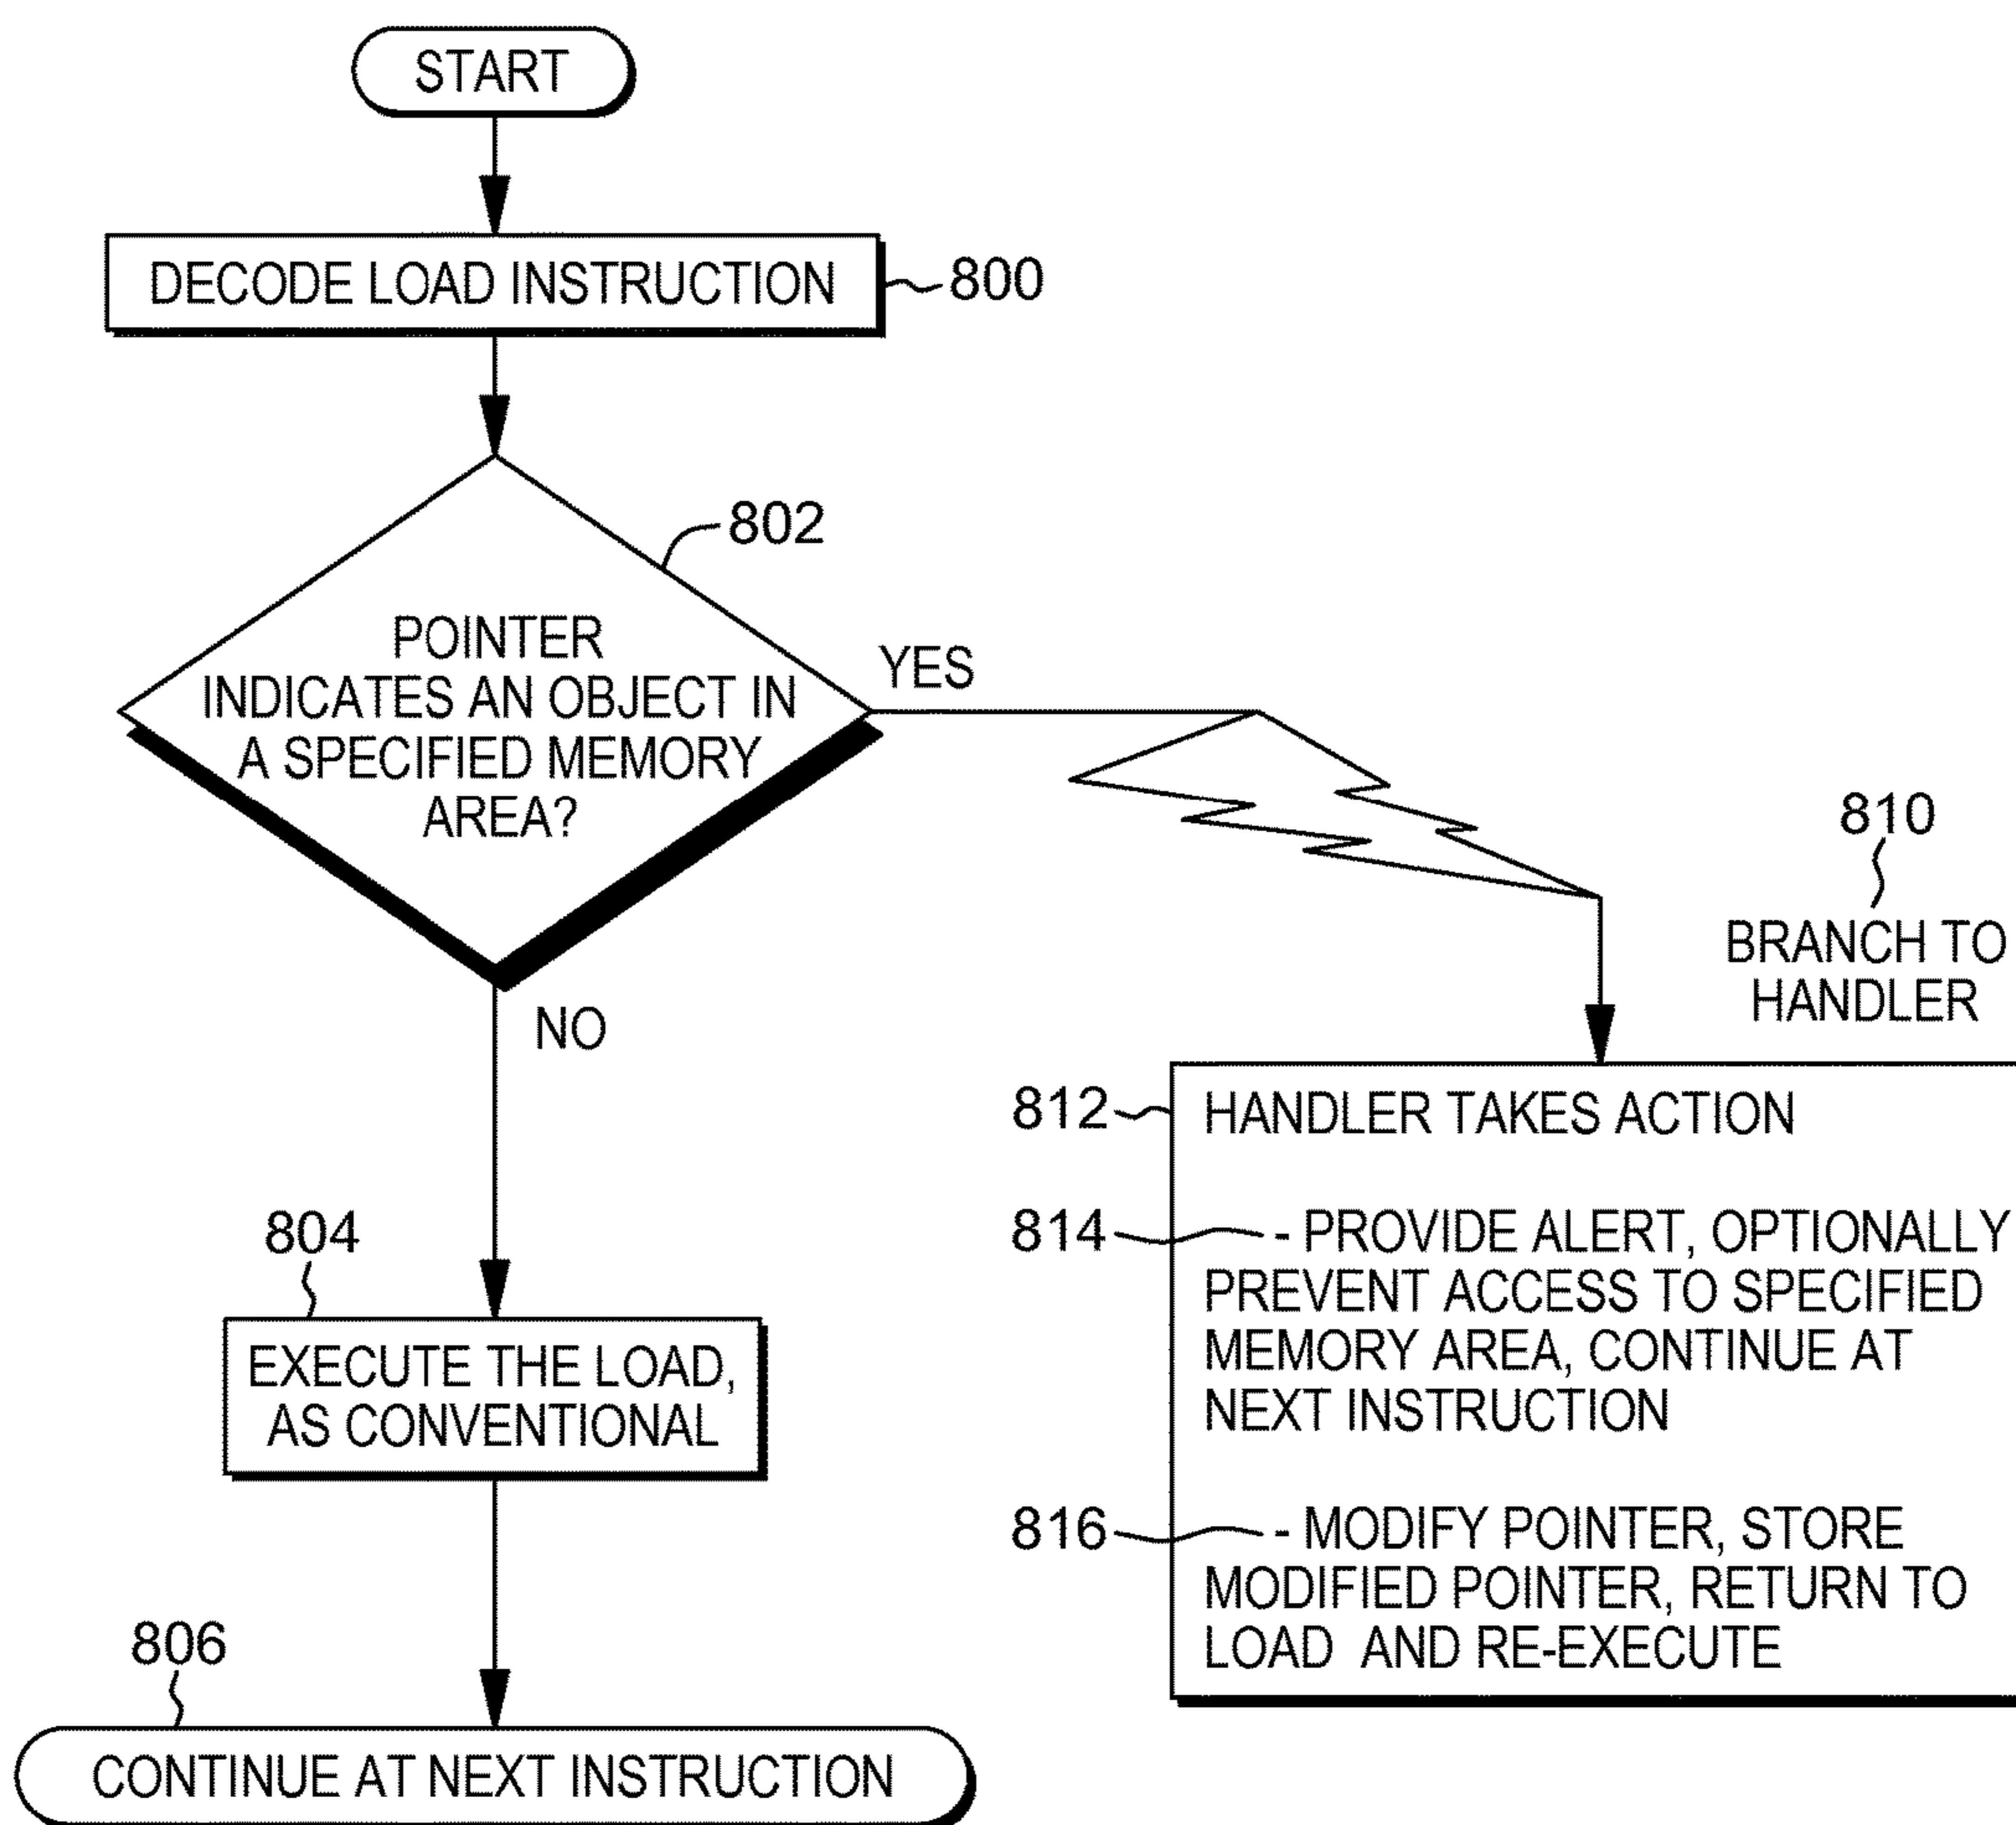 START
DECODE LOAD INSTRUCTION
800
802
POINTER
INDICATES AN OBJECT IN
A SPECIFIED MEMORY
AREA?
YES
NO
810
BRANCH TO
HANDLER
812
HANDLER TAKES ACTION
814
- PROVIDE ALERT, OPTIONALLY
PREVENT ACCESS TO SPECIFIED
MEMORY AREA, CONTINUE AT
NEXT INSTRUCTION
816
- MODIFY POINTER, STORE
MODIFIED POINTER, RETURN TO
LOAD AND RE-EXECUTE
804
EXECUTE THE LOAD,
AS CONVENTIONAL
806
CONTINUE AT NEXT INSTRUCTION